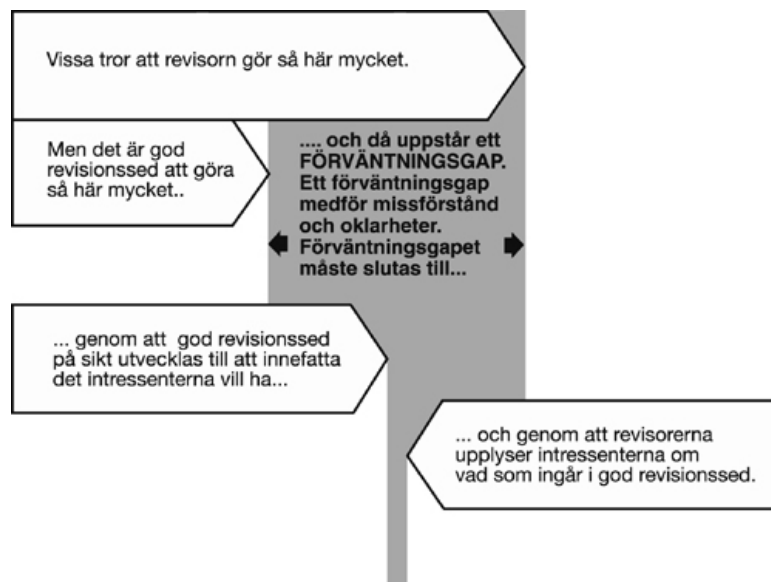 Vissa tror att revisorn gör så här mycket.
Men det är god
revisionssed att göra
så här mycket..
.... och då uppstår ett
FÖRVÄNTNINGSGAP.
Ett förväntningsgap
medför missförstånd
och oklarheter.
Förväntningsgapet
måste slutas till...
... genom att god revisionssed
på sikt utvecklas till att innefatta
det intressenterna vill ha...
... och genom att revisorerna
upplyser intressenterna om
vad som ingår i god revisionssed.